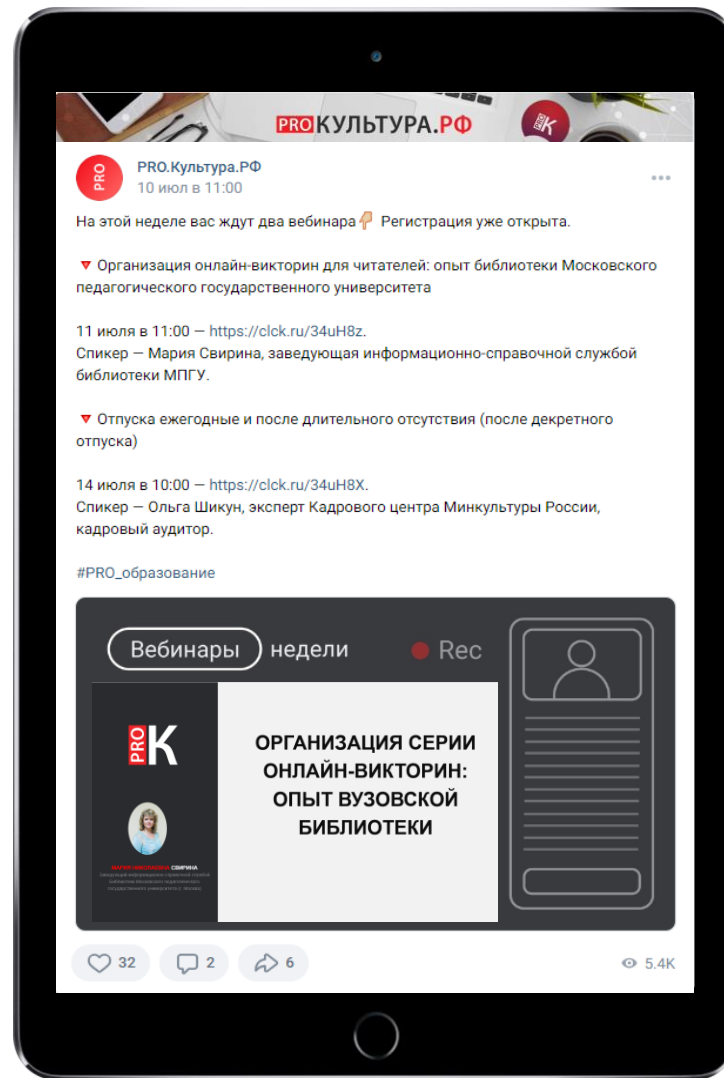 PROКУЛЬТУРА.РФ
PRO
PRO.Культура.РФ
10 июл в 11:00
На этой неделе вас ждут два вебинара👇 Регистрация уже открыта.
🔻 Организация онлайн-викторин для читателей: опыт библиотеки Московского
педагогического государственного университета
11 июля в 11:00 — https://clck.ru/34uH8z.
Спикер — Мария Свирина, заведующая информационно-справочной службой
библиотеки МПГУ.
🔻 Отпуска ежегодные и после длительного отсутствия (после декретного
отпуска)
14 июля в 10:00 — https://clck.ru/34uH8X.
Спикер — Ольга Шикун, эксперт Кадрового центра Минкультуры России,
кадровый аудитор.
#PRO_образование
Вебинары недели
Rec
PRO К
ОРГАНИЗАЦИЯ СЕРИИ
ОНЛАЙН-ВИКТОРИН:
ОПЫТ ВУЗОВСКОЙ
БИБЛИОТЕКИ
СВИРИНА
32
2
6
5.4K